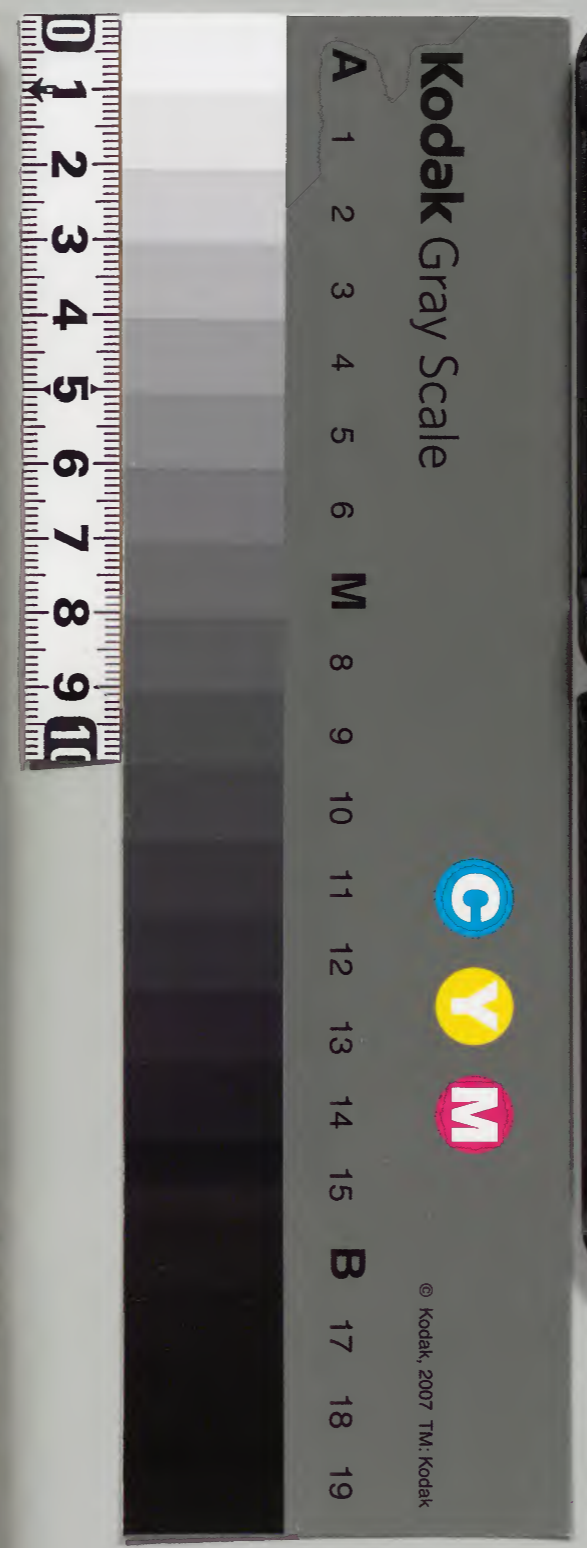 Kodak Gray Scale
C Y M
© Kodak, 2007 TM: Kodak
A 1 2 3 4 5 6 M 8 9 10 11 12 13 14 15 B 17 18 19
0 1 2 3 4 5 6 7 8 9 10